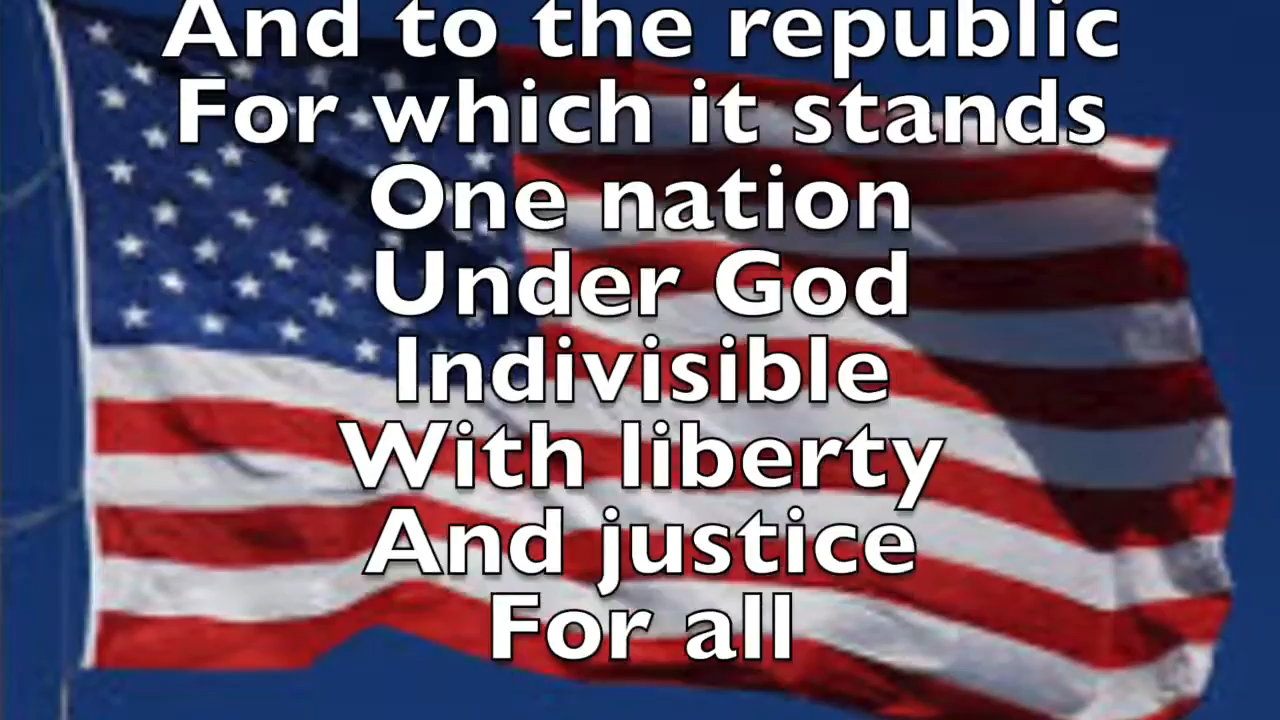 And to the republic
For which it stands
One nation
Under God
Indivisible
With liberty
And justice
For all